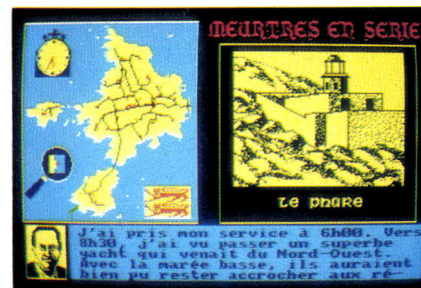 MEURTRES EN SERIE
Le phare
J'ai pris mon service à 6h00. Vers
8h30, j'ai vu passer un superbe
yacht qui venait du Nord-Ouest.
Avec la marée basse, ils auraient
bien pu rester accrocher aux ré-